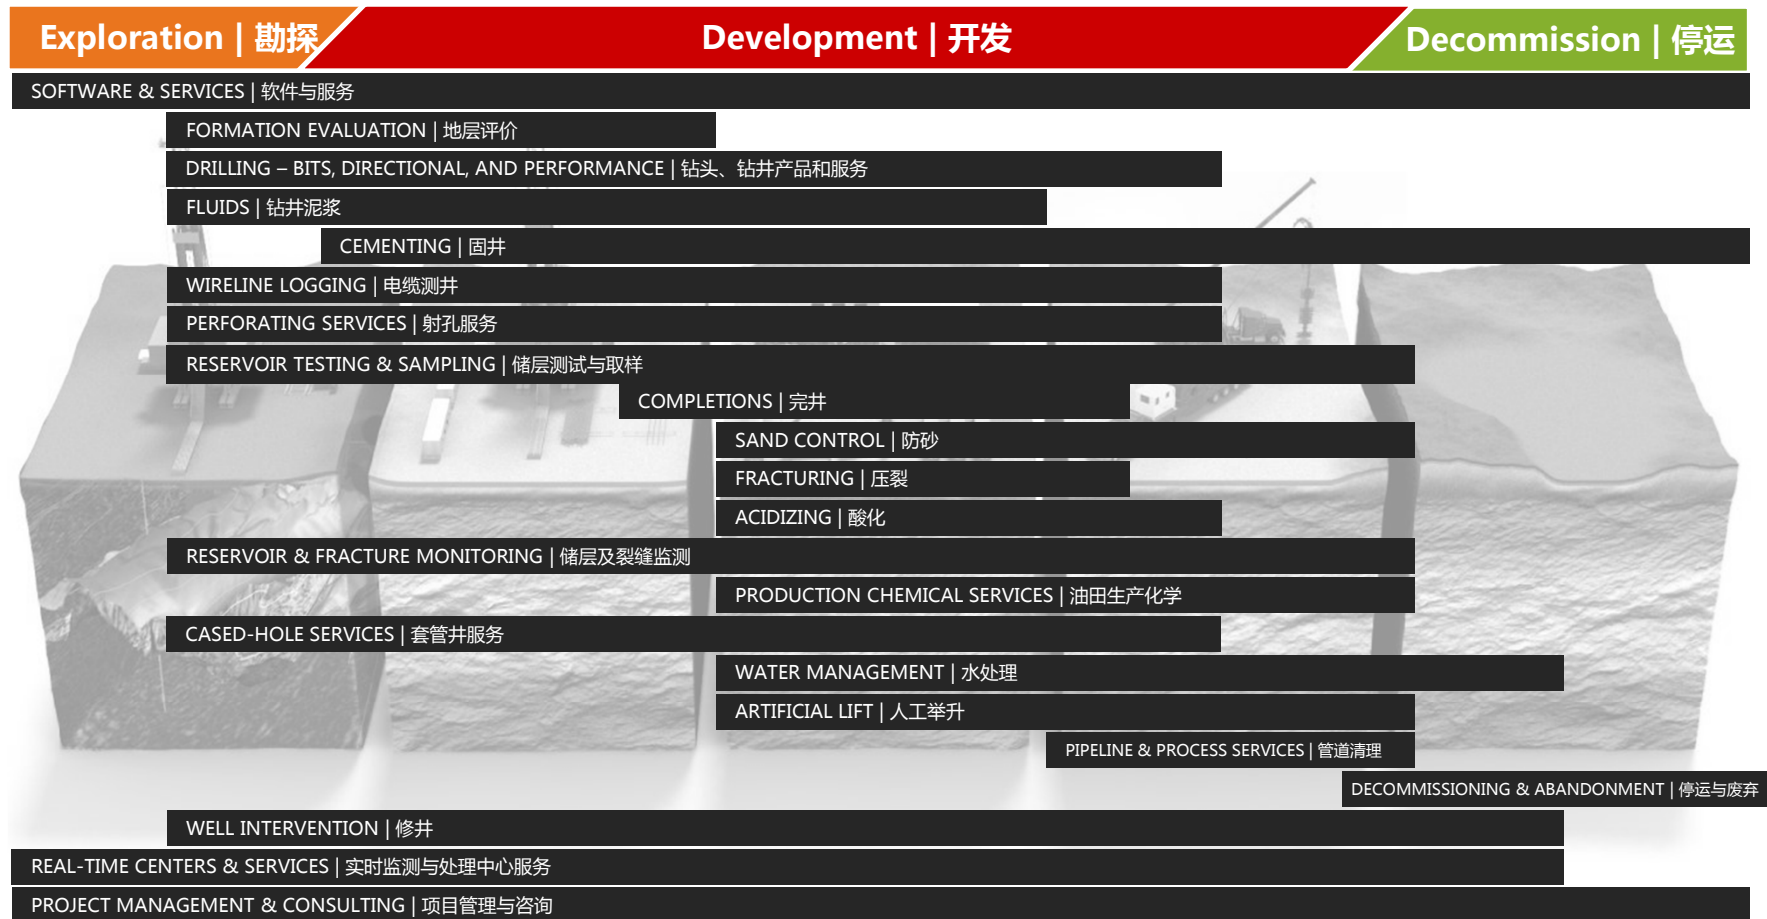 Exploration | 勘探
Development | 开发
Decommission | 停运
SOFTWARE & SERVICES | 软件与服务
FORMATION EVALUATION | 地层评价
DRILLING – BITS, DIRECTIONAL, AND PERFORMANCE | 钻头、钻井产品和服务
FLUIDS | 钻井泥浆
CEMENTING | 固井
WIRELINE LOGGING | 电缆测井
PERFORATING SERVICES | 射孔服务
RESERVOIR TESTING & SAMPLING | 储层测试与取样
COMPLETIONS | 完井
SAND CONTROL | 防砂
FRACTURING | 压裂
ACIDIZING | 酸化
RESERVOIR & FRACTURE MONITORING | 储层及裂缝监测
PRODUCTION CHEMICAL SERVICES | 油田生产化学
CASED-HOLE SERVICES | 套管井服务
WATER MANAGEMENT | 水处理
ARTIFICIAL LIFT | 人工举升
PIPELINE & PROCESS SERVICES | 管道清理
DECOMMISSIONING & ABANDONMENT | 停运与废弃
WELL INTERVENTION | 修井
REAL-TIME CENTERS & SERVICES | 实时监测与处理中心服务
PROJECT MANAGEMENT & CONSULTING | 项目管理与咨询